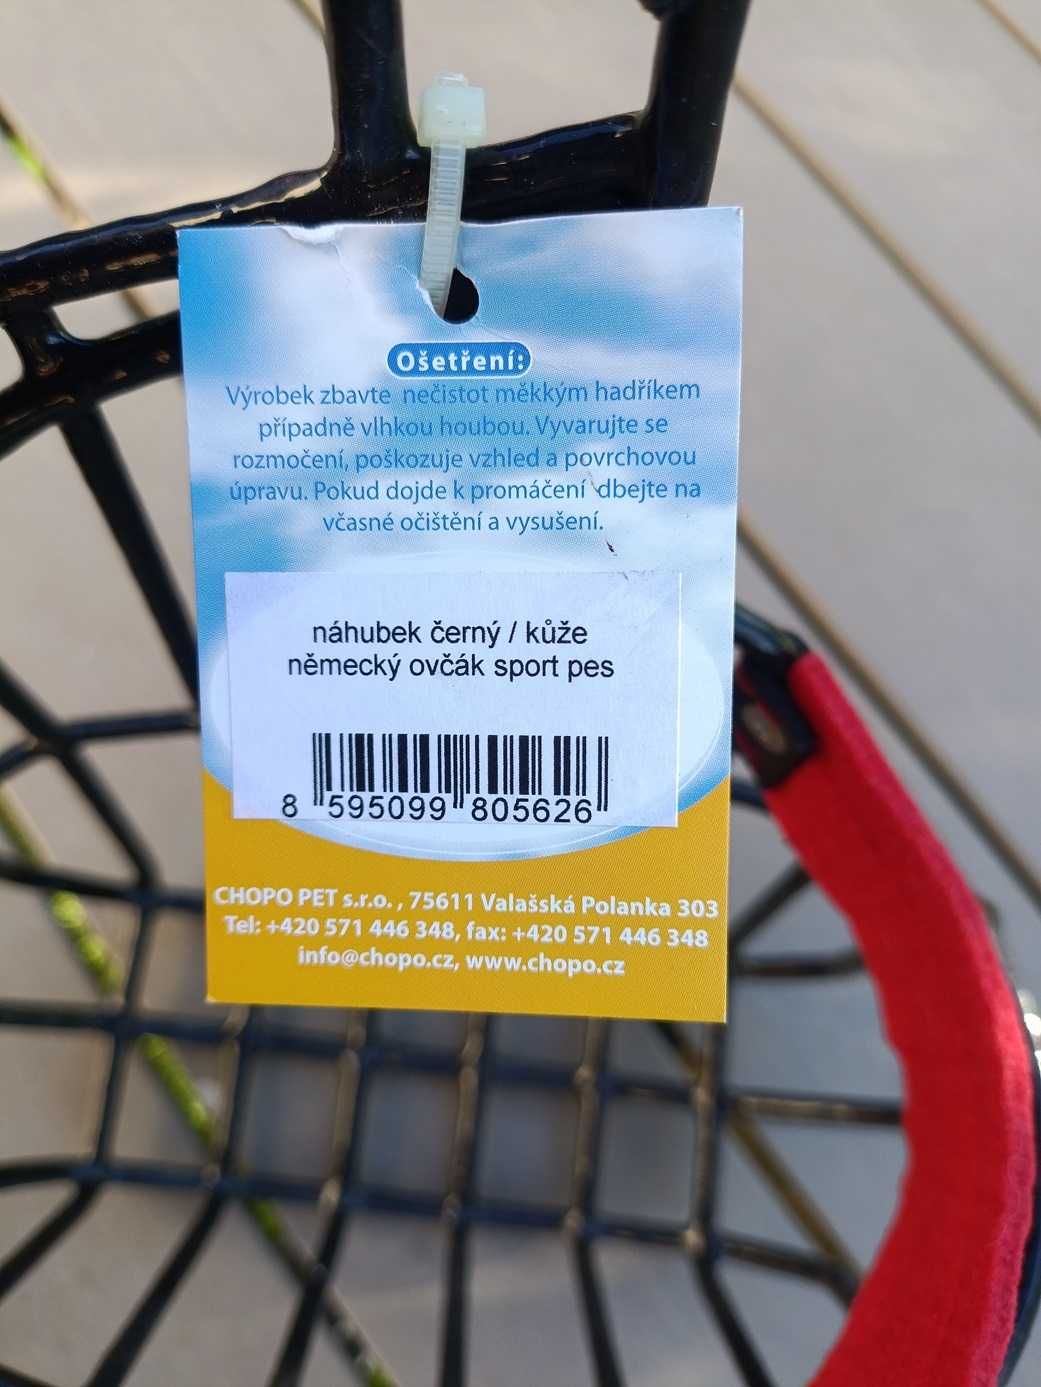 Ošetření:
Výrobek zbavte nečistot měkkým hadříkem
případně vlhkou houbou. Vyvarujte se
rozmočení, poškozuje vzhled a povrchovou
úpravu. Pokud dojde k promáčení dbejte na
včasné očištění a vysušení.
náhubek černý / kůže
německý ovčák sport pes
8 595099 805626
CHOPO PET s.r.o. , 75611 Valašská Polanka 303
Tel: +420 571 446 348, fax: +420 571 446 348
info@chopo.cz, www.chopo.cz